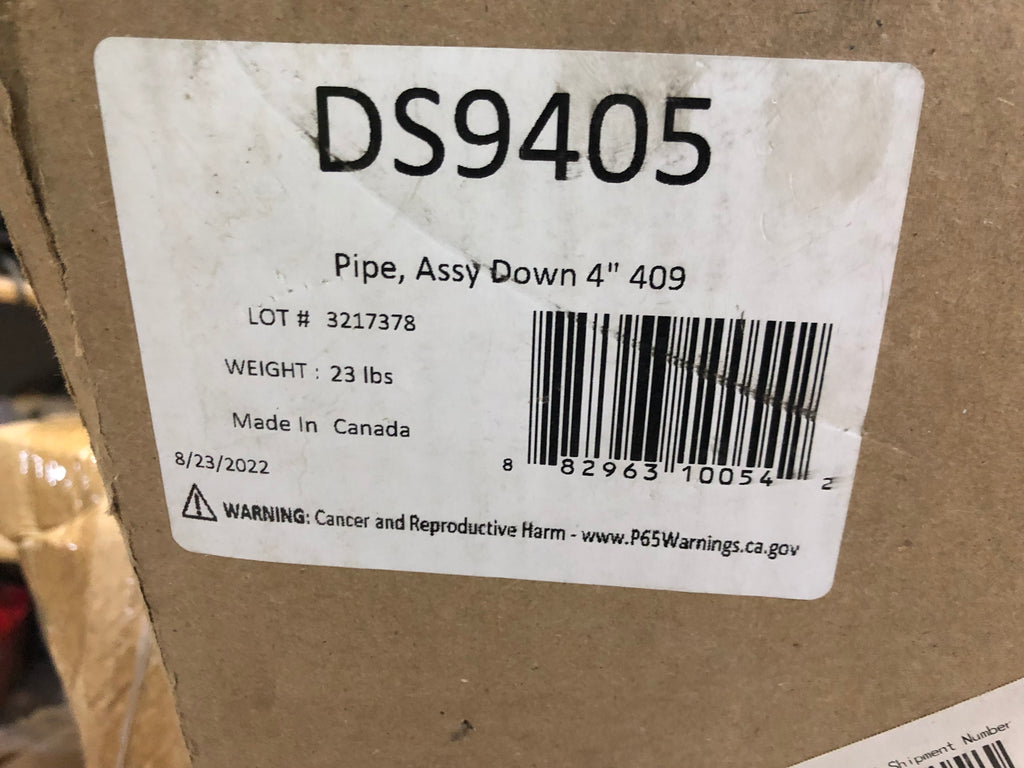 DS9405
Pipe, Assy Down 4" 409
LOT # 3217378
WEIGHT : 23 lbs
Made In Canada
8/23/2022
8 82963 10054 2
WARNING: Cancer and Reproductive Harm - www.P65Warnings.ca.gov
Shipment Number